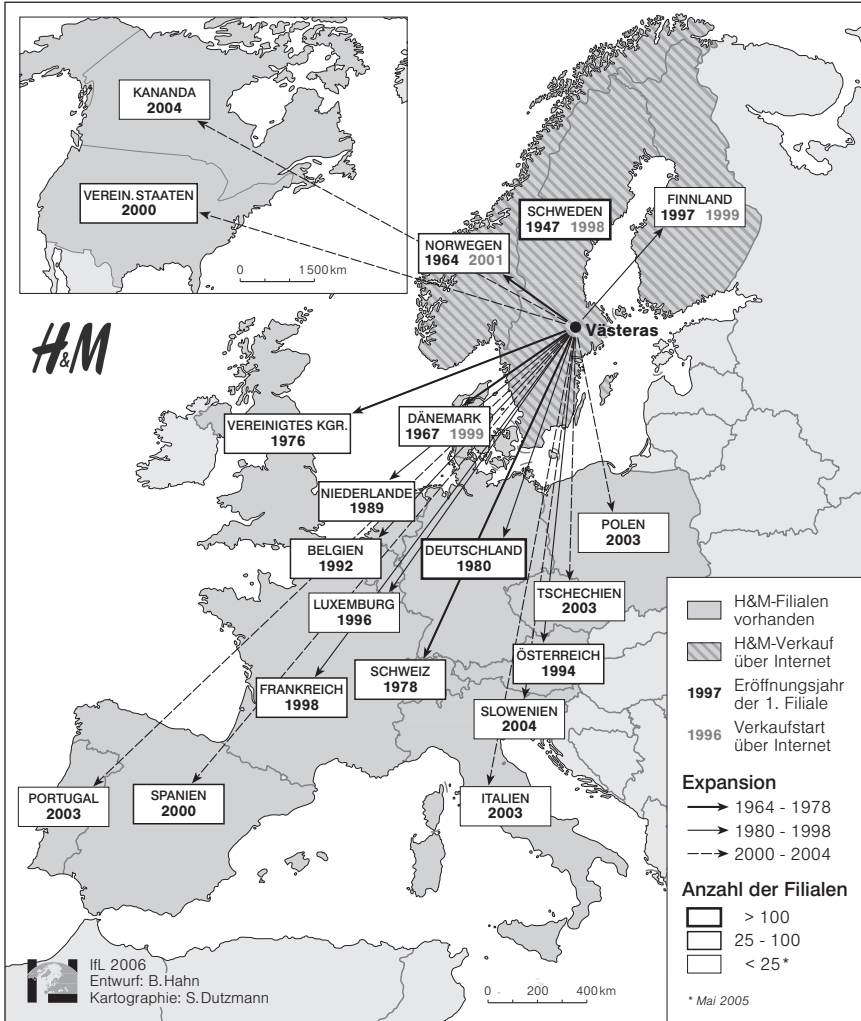 KANANDA
2004
VEREIN. STAATEN
2000
0 1 500 km
SCHWEDEN
1947 1998
FINNLAND
1997 1999
NORWEGEN
1964 2001
Västeras
H&M
VEREINIGTES KGR.
1976
DÄNEMARK
1967 1999
NIEDERLANDE
1989
BELGIEN
1992
DEUTSCHLAND
1980
POLEN
2003
LUXEMBURG
1996
TSCHECHIEN
2003
SCHWEIZ
1978
ÖSTERREICH
1994
FRANKREICH
1998
SLOWENIEN
2004
PORTUGAL
2003
SPANIEN
2000
ITALIEN
2003
H&M-Filialen
vorhanden
H&M-Verkauf
über Internet
1997 Eröffnungsjahr
der 1. Filiale
1996 Verkaufstart
über Internet
Expansion
1964 - 1978
1980 - 1998
2000 - 2004
Anzahl der Filialen
> 100
25 - 100
< 25*
* Mai 2005
IfL 2006
Entwurf: B. Hahn
Kartographie: S. Dutzmann
0 200 400 km